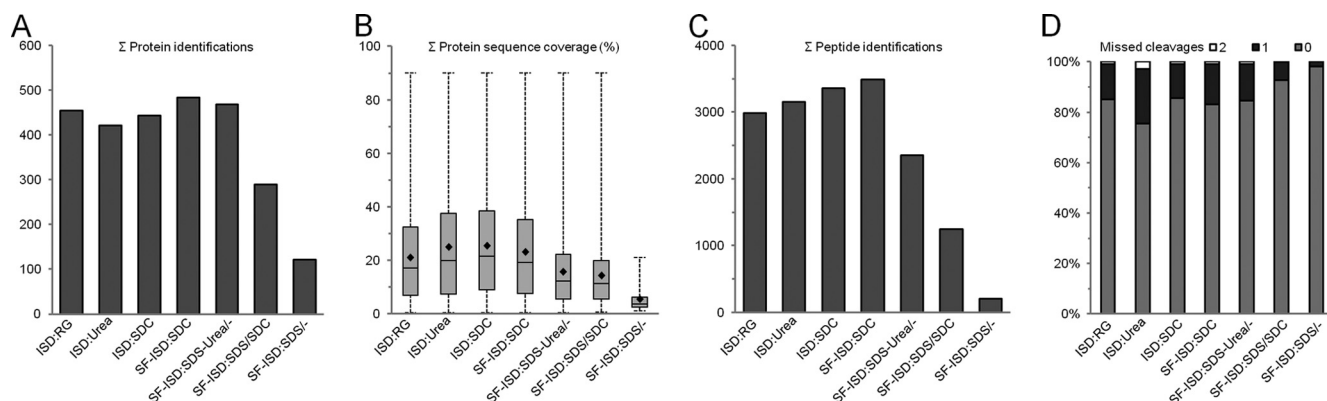 A
Σ Protein identifications
600
500
400
300
200
100
0
ISD:RG
ISD:Urea
ISD:SDC
SF-ISD:SDC
SF-ISD:SDS-Urea/-
SF-ISD:SDS/SDC
SF-ISD:SDS/-
B
Σ Protein sequence coverage (%)
100
80
60
40
20
0
ISD:RG
ISD:Urea
ISD:SDC
SF-ISD:SDC
SF-ISD:SDS-Urea/-
SF-ISD:SDS/SDC
SF-ISD:SDS/-
C
Σ Peptide identifications
4000
3000
2000
1000
0
ISD:RG
ISD:Urea
ISD:SDC
SF-ISD:SDC
SF-ISD:SDS-Urea/-
SF-ISD:SDS/SDC
SF-ISD:SDS/-
D
Missed cleavages 2 1 0
100%
80%
60%
40%
20%
0%
ISD:RG
ISD:Urea
ISD:SDC
SF-ISD:SDC
SF-ISD:SDS-Urea/-
SF-ISD:SDS/SDC
SF-ISD:SDS/-